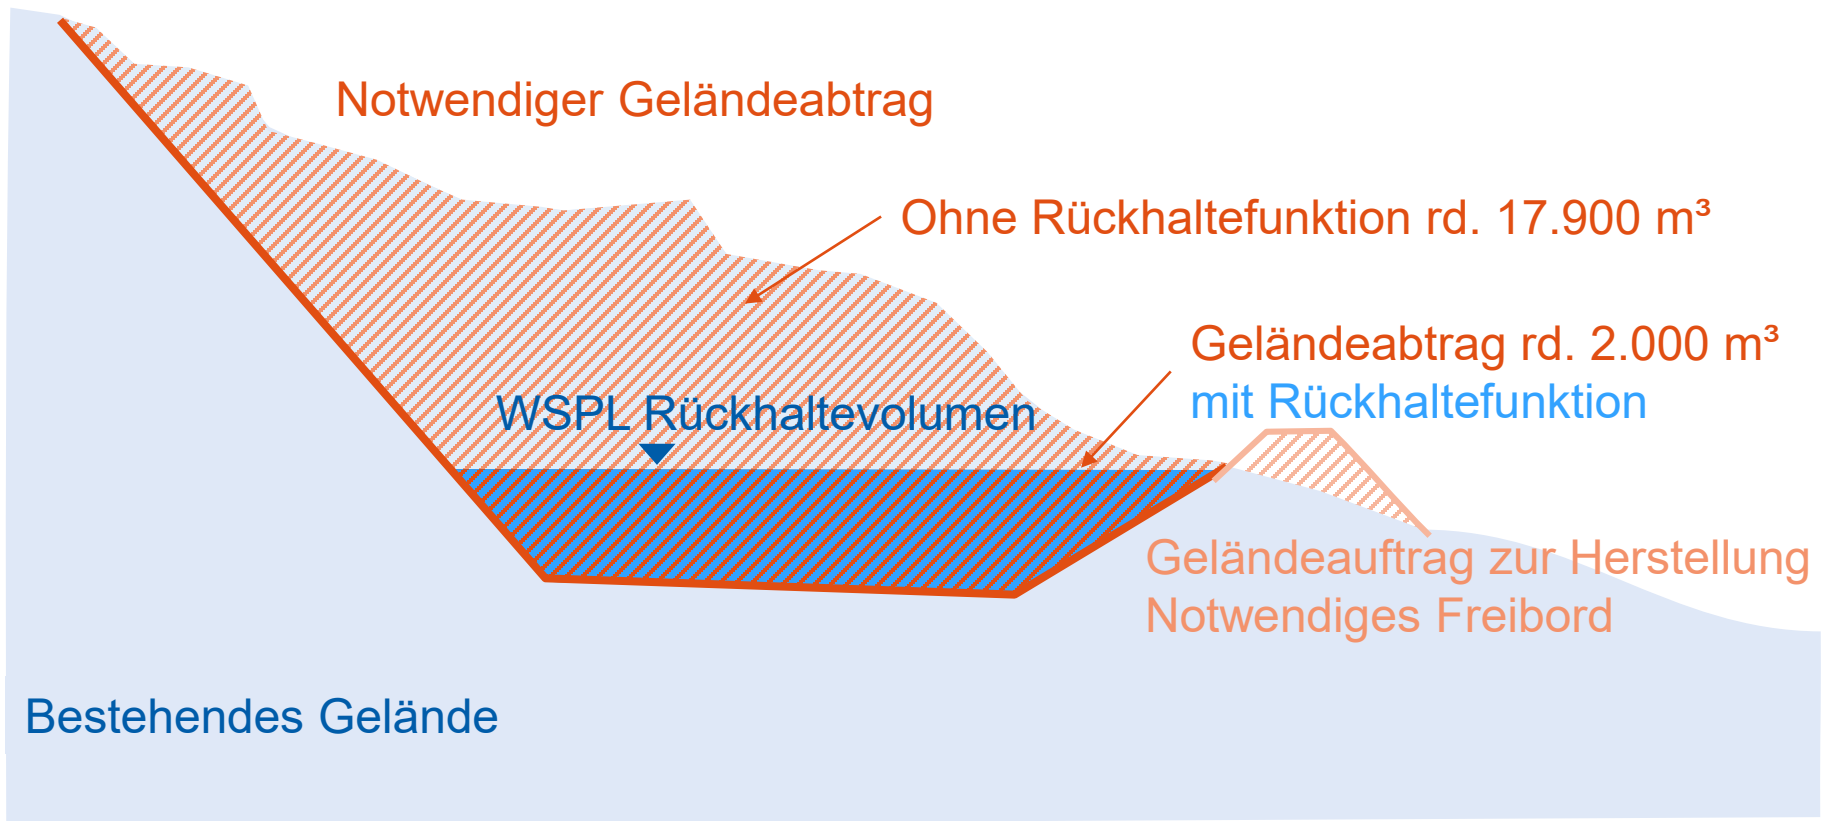 Notwendiger Geländeabtrag
Ohne Rückhaltefunktion rd. 17.900 m³
Geländeabtrag rd. 2.000 m³
mit Rückhaltefunktion
WSPL Rückhaltevolumen
Geländeauftrag zur Herstellung
Notwendiges Freibord
Bestehendes Gelände